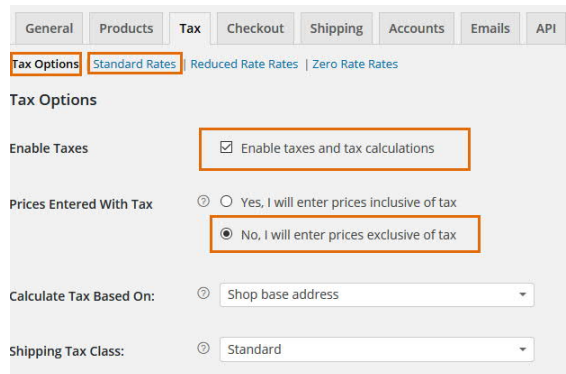 General Products Tax Checkout Shipping Accounts Emails API
Tax Options | Standard Rates | Reduced Rate Rates | Zero Rate Rates
Tax Options
Enable Taxes Enable taxes and tax calculations
Prices Entered With Tax ? Yes, I will enter prices inclusive of tax
No, I will enter prices exclusive of tax
Calculate Tax Based On: ? Shop base address
Shipping Tax Class: ? Standard